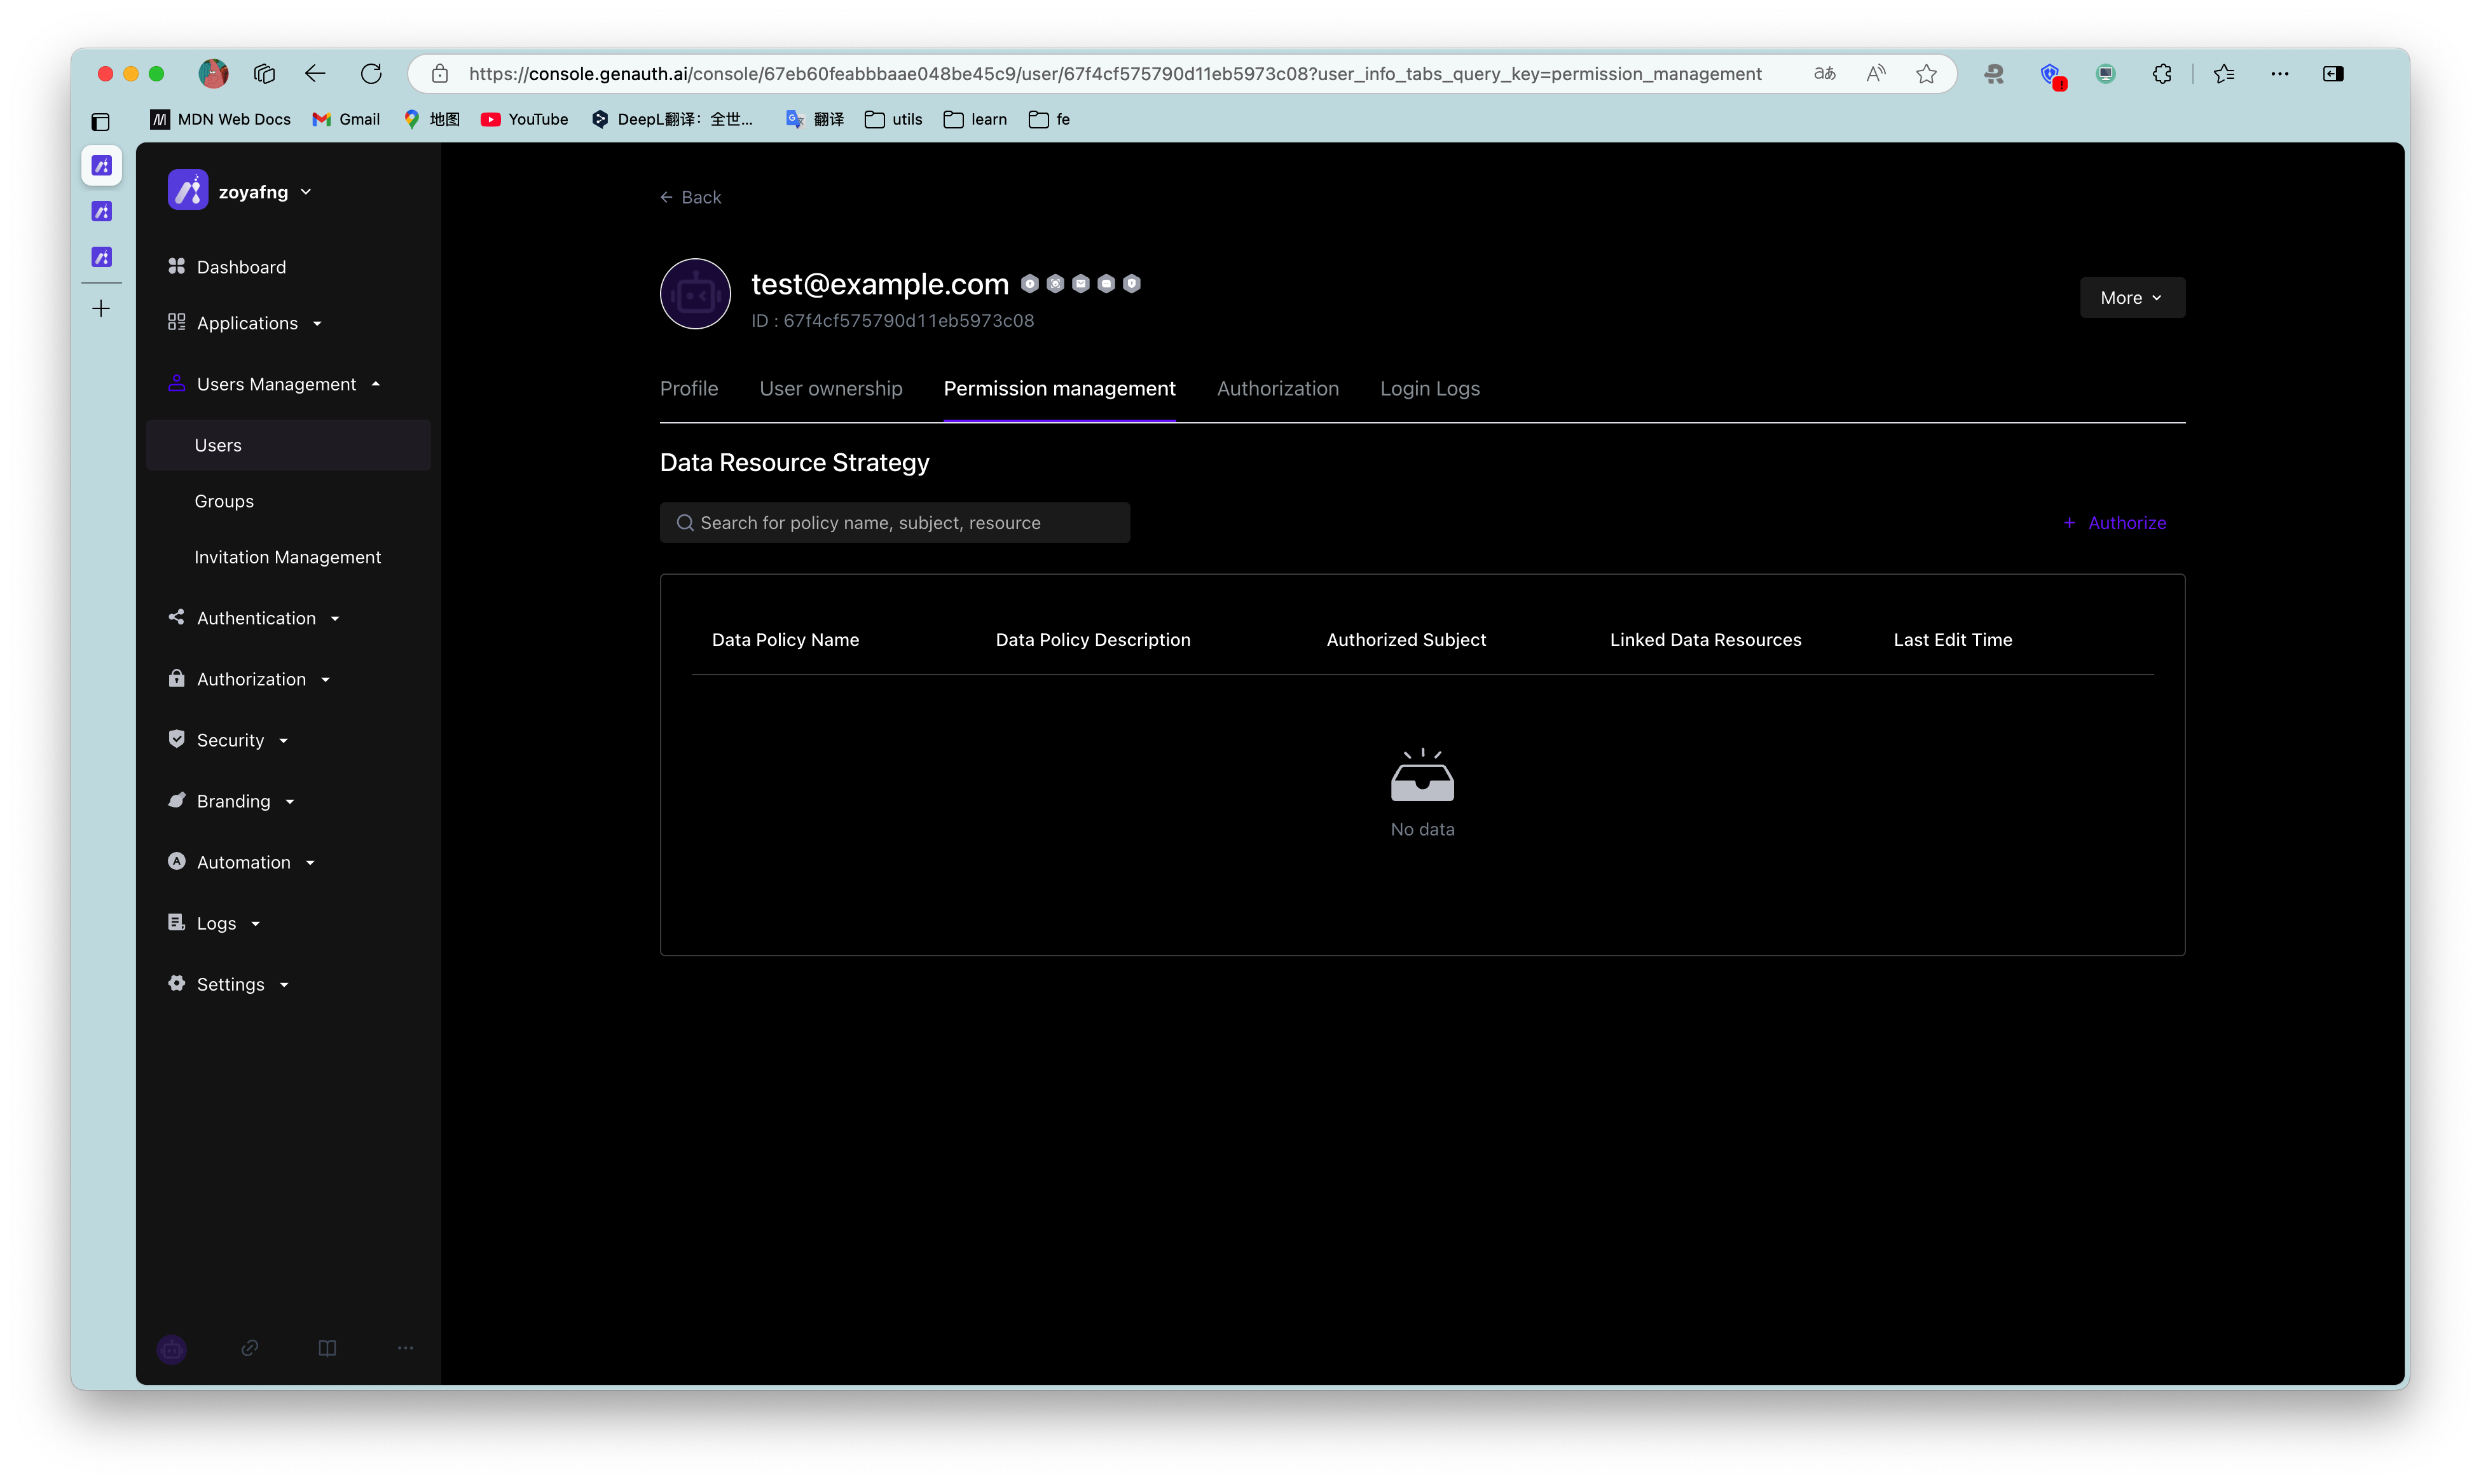 https://console.genauth.ai/console/67eb60feabbbaae048be45c9/user/67f4cf575790d11eb5973c08?user_info_tabs_query_key=permission_management
MDN Web Docs
Gmail
地图
YouTube
DeepL翻译：全世...
翻译
utils
learn
fe
zoyafng
Dashboard
Applications
Users Management
Users
Groups
Invitation Management
Authentication
Authorization
Security
Branding
Automation
Logs
Settings
Back
test@example.com
ID : 67f4cf575790d11eb5973c08
More
Profile
User ownership
Permission management
Authorization
Login Logs
Data Resource Strategy
Search for policy name, subject, resource
+ Authorize
Data Policy Name
Data Policy Description
Authorized Subject
Linked Data Resources
Last Edit Time
No data